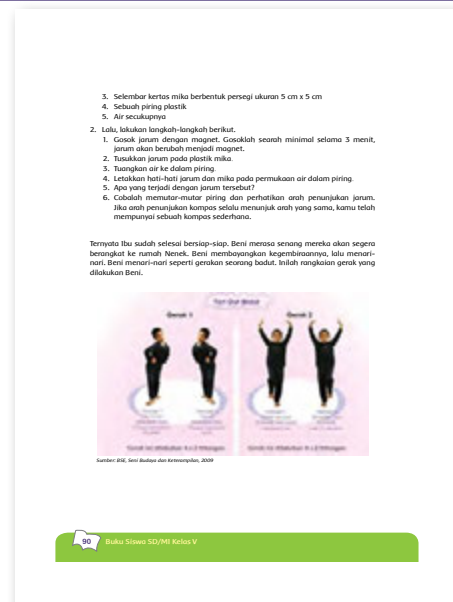 3. Selembar kertas mika berbentuk persegi ukuran 5 cm x 5 cm
4. Sebuah piring plastik
5. Air secukupnya
2. Lalu, lakukan langkah-langkah berikut.
1. Gosok jarum dengan magnet. Gosoklah searah minimal selama 3 menit,
jarum akan berubah menjadi magnet.
2. Tusukkan jarum pada plastik mika.
3. Tuangkan air ke dalam piring.
4. Letakkan hati-hati jarum dan mika pada permukaan air dalam piring.
5. Apa yang terjadi dengan jarum tersebut?
6. Cobalah memutar-mutar piring dan perhatikan arah penunjukan jarum.
Jika arah penunjukan kompas selalu menunjuk arah yang sama, kamu telah
mempunyai sebuah kompas sederhana.
Ternyata Ibu sudah selesai bersiap-siap. Beni merasa senang mereka akan segera
berangkat ke rumah Nenek. Beni membayangkan kegembiraannya, lalu menari-
nari. Beni menari-nari seperti gerakan seorang badut. Inilah rangkaian gerak yang
dilakukan Beni.
Gerak 1
Gerak 2
Sumber: BSE, Seni Budaya dan Keterampilan, 2009
90
Buku Siswa SD/MI Kelas V